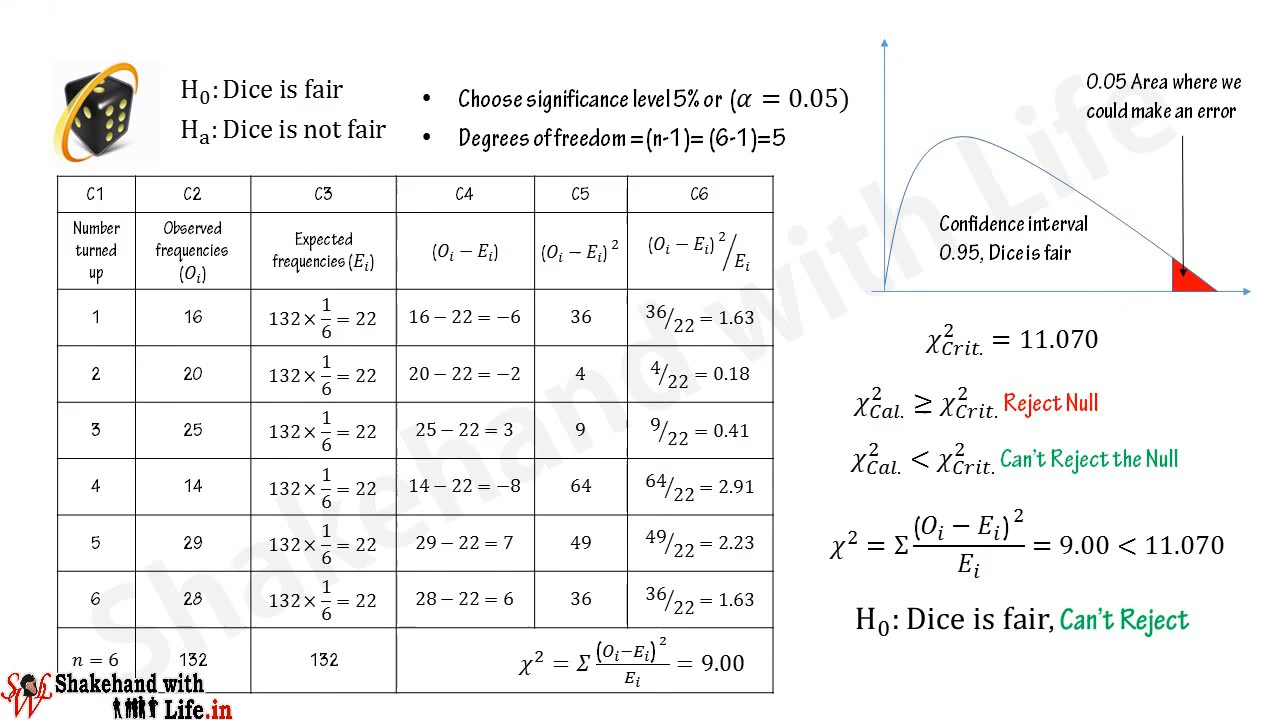 H₀: Dice is fair
Hₐ: Dice is not fair
• Choose significance level 5% or (α = 0.05)
• Degrees of freedom =(n-1)= (6-1)=5
C1 C2 C3 C4 C5 C6
Number turned up Observed frequencies (Oᵢ) Expected frequencies (Eᵢ) (Oᵢ − Eᵢ) (Oᵢ − Eᵢ)² (Oᵢ − Eᵢ)²/Eᵢ
1 16 132 × 1/6 = 22 16 − 22 = −6 36 36/22 = 1.63
2 20 132 × 1/6 = 22 20 − 22 = −2 4 4/22 = 0.18
3 25 132 × 1/6 = 22 25 − 22 = 3 9 9/22 = 0.41
4 14 132 × 1/6 = 22 14 − 22 = −8 64 64/22 = 2.91
5 29 132 × 1/6 = 22 29 − 22 = 7 49 49/22 = 2.23
6 28 132 × 1/6 = 22 28 − 22 = 6 36 36/22 = 1.63
n = 6 132 132 χ² = Σ (Oᵢ−Eᵢ)²/Eᵢ = 9.00
0.05 Area where we
could make an error
Confidence interval
0.95, Dice is fair
χ²Crit. = 11.070
χ²Cal. ≥ χ²Crit. Reject Null
χ²Cal. < χ²Crit. Can't Reject the Null
χ² = Σ (Oᵢ − Eᵢ)²/Eᵢ = 9.00 < 11.070
H₀: Dice is fair, Can't Reject
Shakehand with Life
SwL
Shakehand with
Life.in